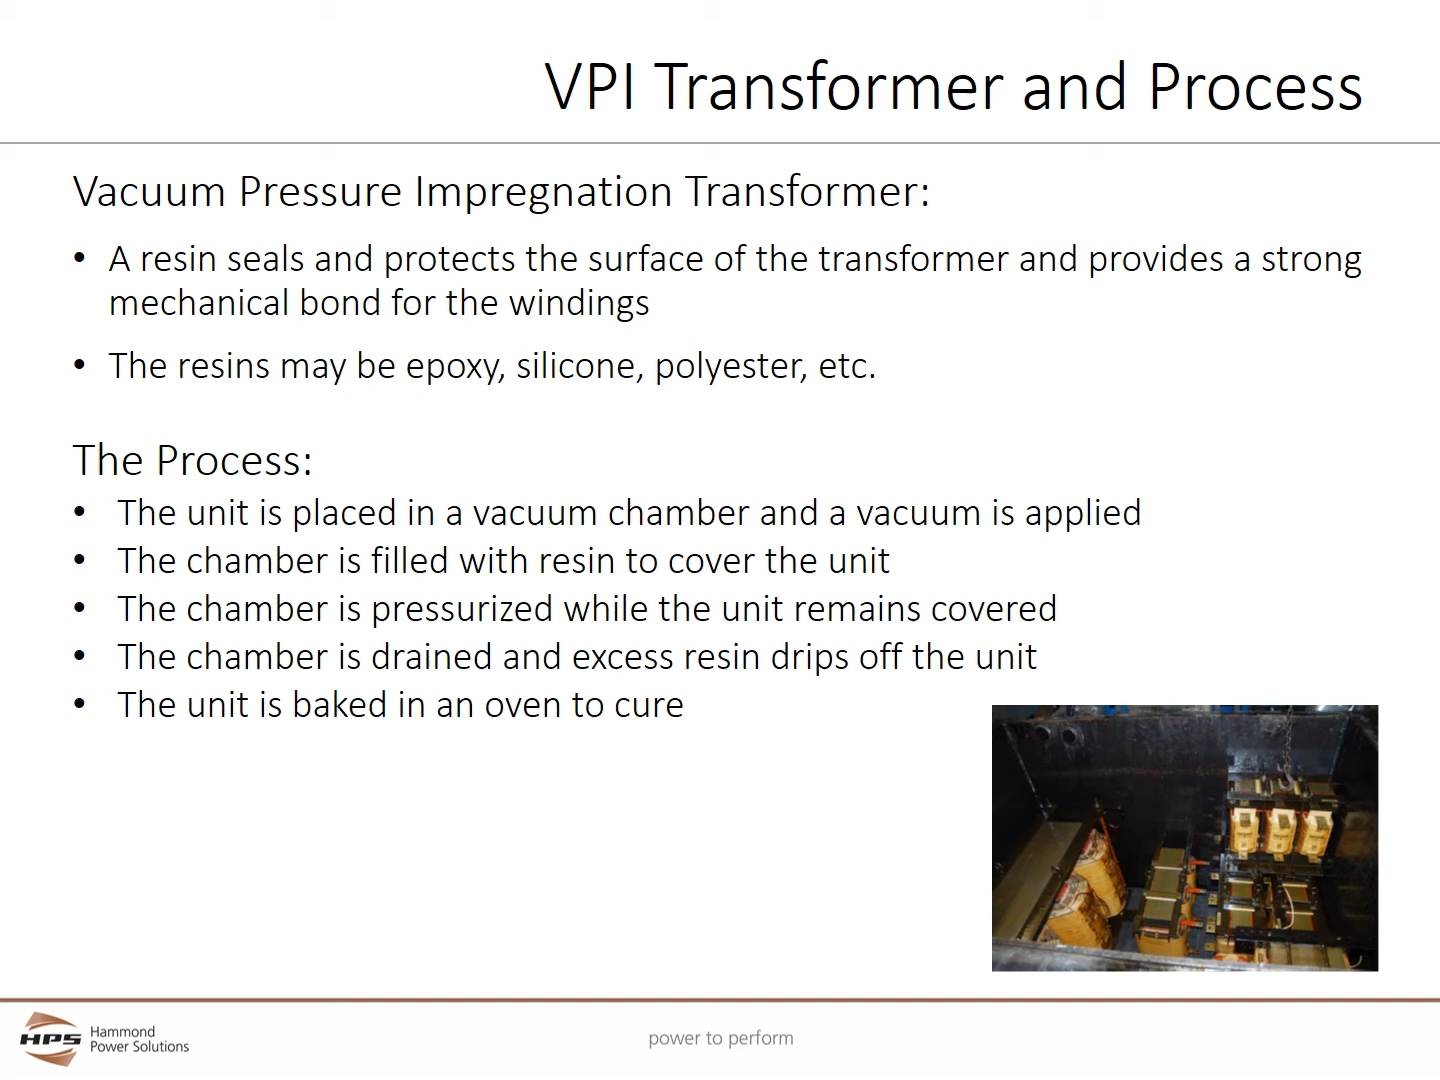 VPI Transformer and Process
Vacuum Pressure Impregnation Transformer:
• A resin seals and protects the surface of the transformer and provides a strong
mechanical bond for the windings
• The resins may be epoxy, silicone, polyester, etc.
The Process:
• The unit is placed in a vacuum chamber and a vacuum is applied
• The chamber is filled with resin to cover the unit
• The chamber is pressurized while the unit remains covered
• The chamber is drained and excess resin drips off the unit
• The unit is baked in an oven to cure
HPS
Hammond
Power Solutions
power to perform